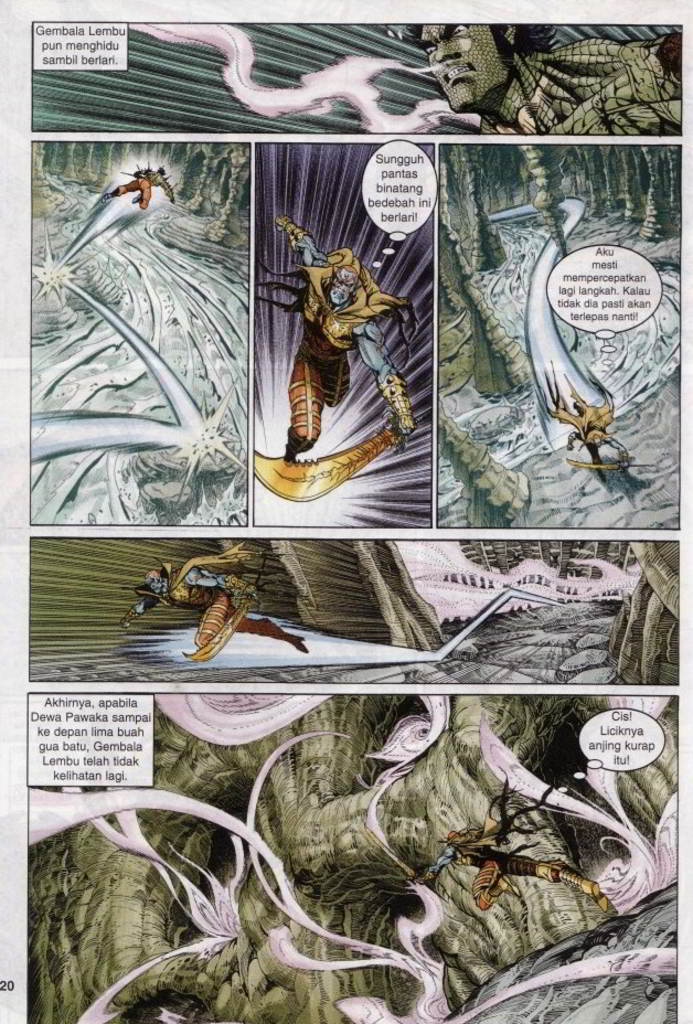 Gembala Lembu
pun menghidu
sambil berlari.
Sungguh
pantas
binatang
bedebah ini
berlari!
Aku
mesti
mempercepatkan
lagi langkah. Kalau
tidak dia pasti akan
terlepas nanti!
Akhirnya, apabila
Dewa Pawaka sampai
ke depan lima buah
gua batu, Gembala
Lembu telah tidak
kelihatan lagi.
Cis!
Liciknya
anjing kurap
itu!
20